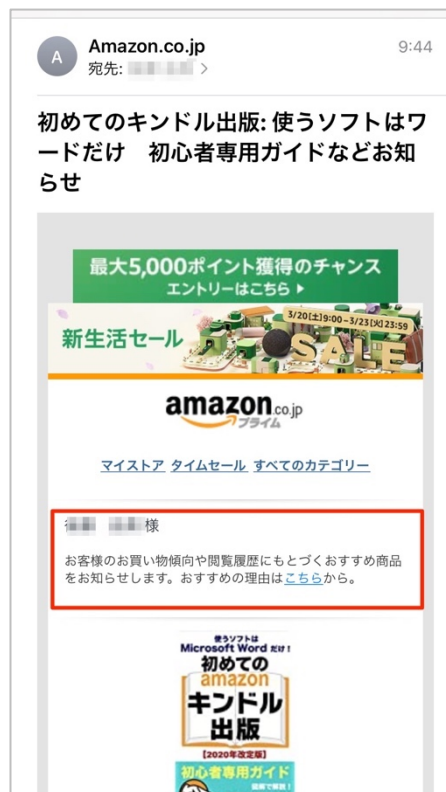 A
Amazon.co.jp
9:44
宛先:
初めてのキンドル出版: 使うソフトはワ
ードだけ　初心者専用ガイドなどお知
らせ
最大5,000ポイント獲得のチャンス
エントリーはこちら
新生活セール
3/20[土]9:00−3/23[火]23:59
SALE
amazon.co.jp
プライム
マイストア タイムセール すべてのカテゴリー
様
お客様のお買い物傾向や閲覧履歴にもとづくおすすめ商品
をお知らせします。おすすめの理由はこちらから。
使うソフトは
Microsoft Word だけ!
初めての
amazon
キンドル
出版
【2020年改定版】
初心者専用ガイド